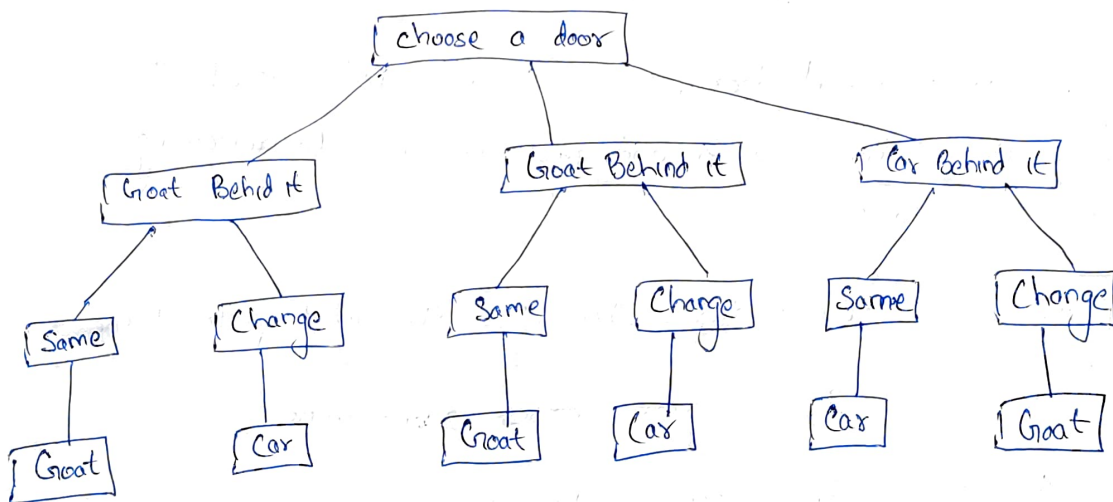 choose a door
Goat Behid it
Goat Behind it
Car Behind it
Same
Change
Same
Change
Same
Change
Goat
Car
Goat
Car
Car
Goat